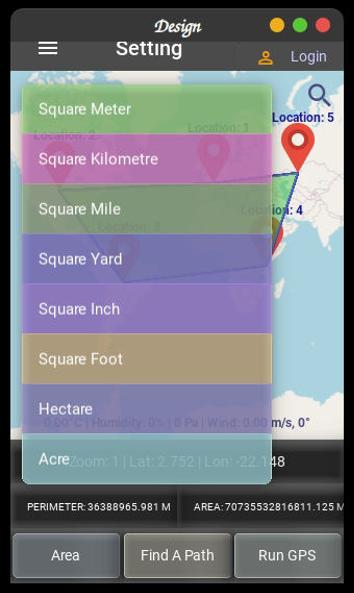 Design
Setting
Login
Location: 5
Square Meter
Location: 2
Location: 1
Square Kilometre
Square Mile
Location: 4
Location: 3
Square Yard
Square Inch
Square Foot
Hectare
0.00°C | Humidity: 0% | 0 Pa | Wind: 0.00 m/s, 0°
Acre
Zoom: 1 | Lat: 2.752 | Lon: -22.148
PERIMETER: 36388965.981 M
AREA: 70735532816811.125 M
Area
Find A Path
Run GPS